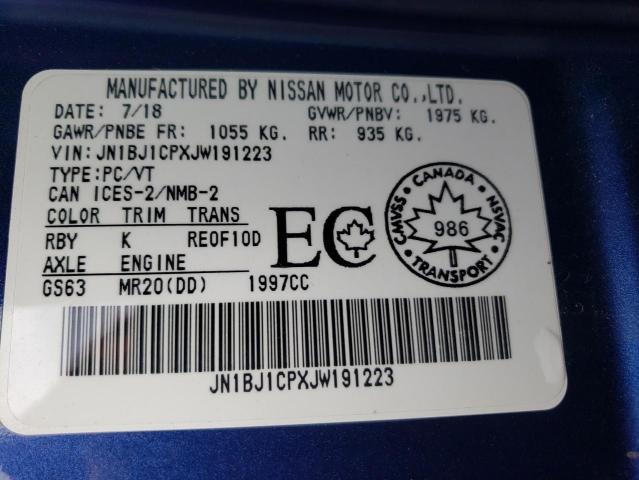 MANUFACTURED BY NISSAN MOTOR CO.,LTD.
DATE: 7/18 GVWR/PNBV: 1975 KG.
GAWR/PNBE FR: 1055 KG. RR: 935 KG.
VIN: JN1BJ1CPXJW191223
TYPE:PC/VT
CAN ICES-2/NMB-2
COLOR TRIM TRANS
RBY K RE0F10D
AXLE ENGINE
GS63 MR20(DD) 1997CC
EC
CANADA
CMVSS
986
NSVAC
TRANSPORT
JN1BJ1CPXJW191223